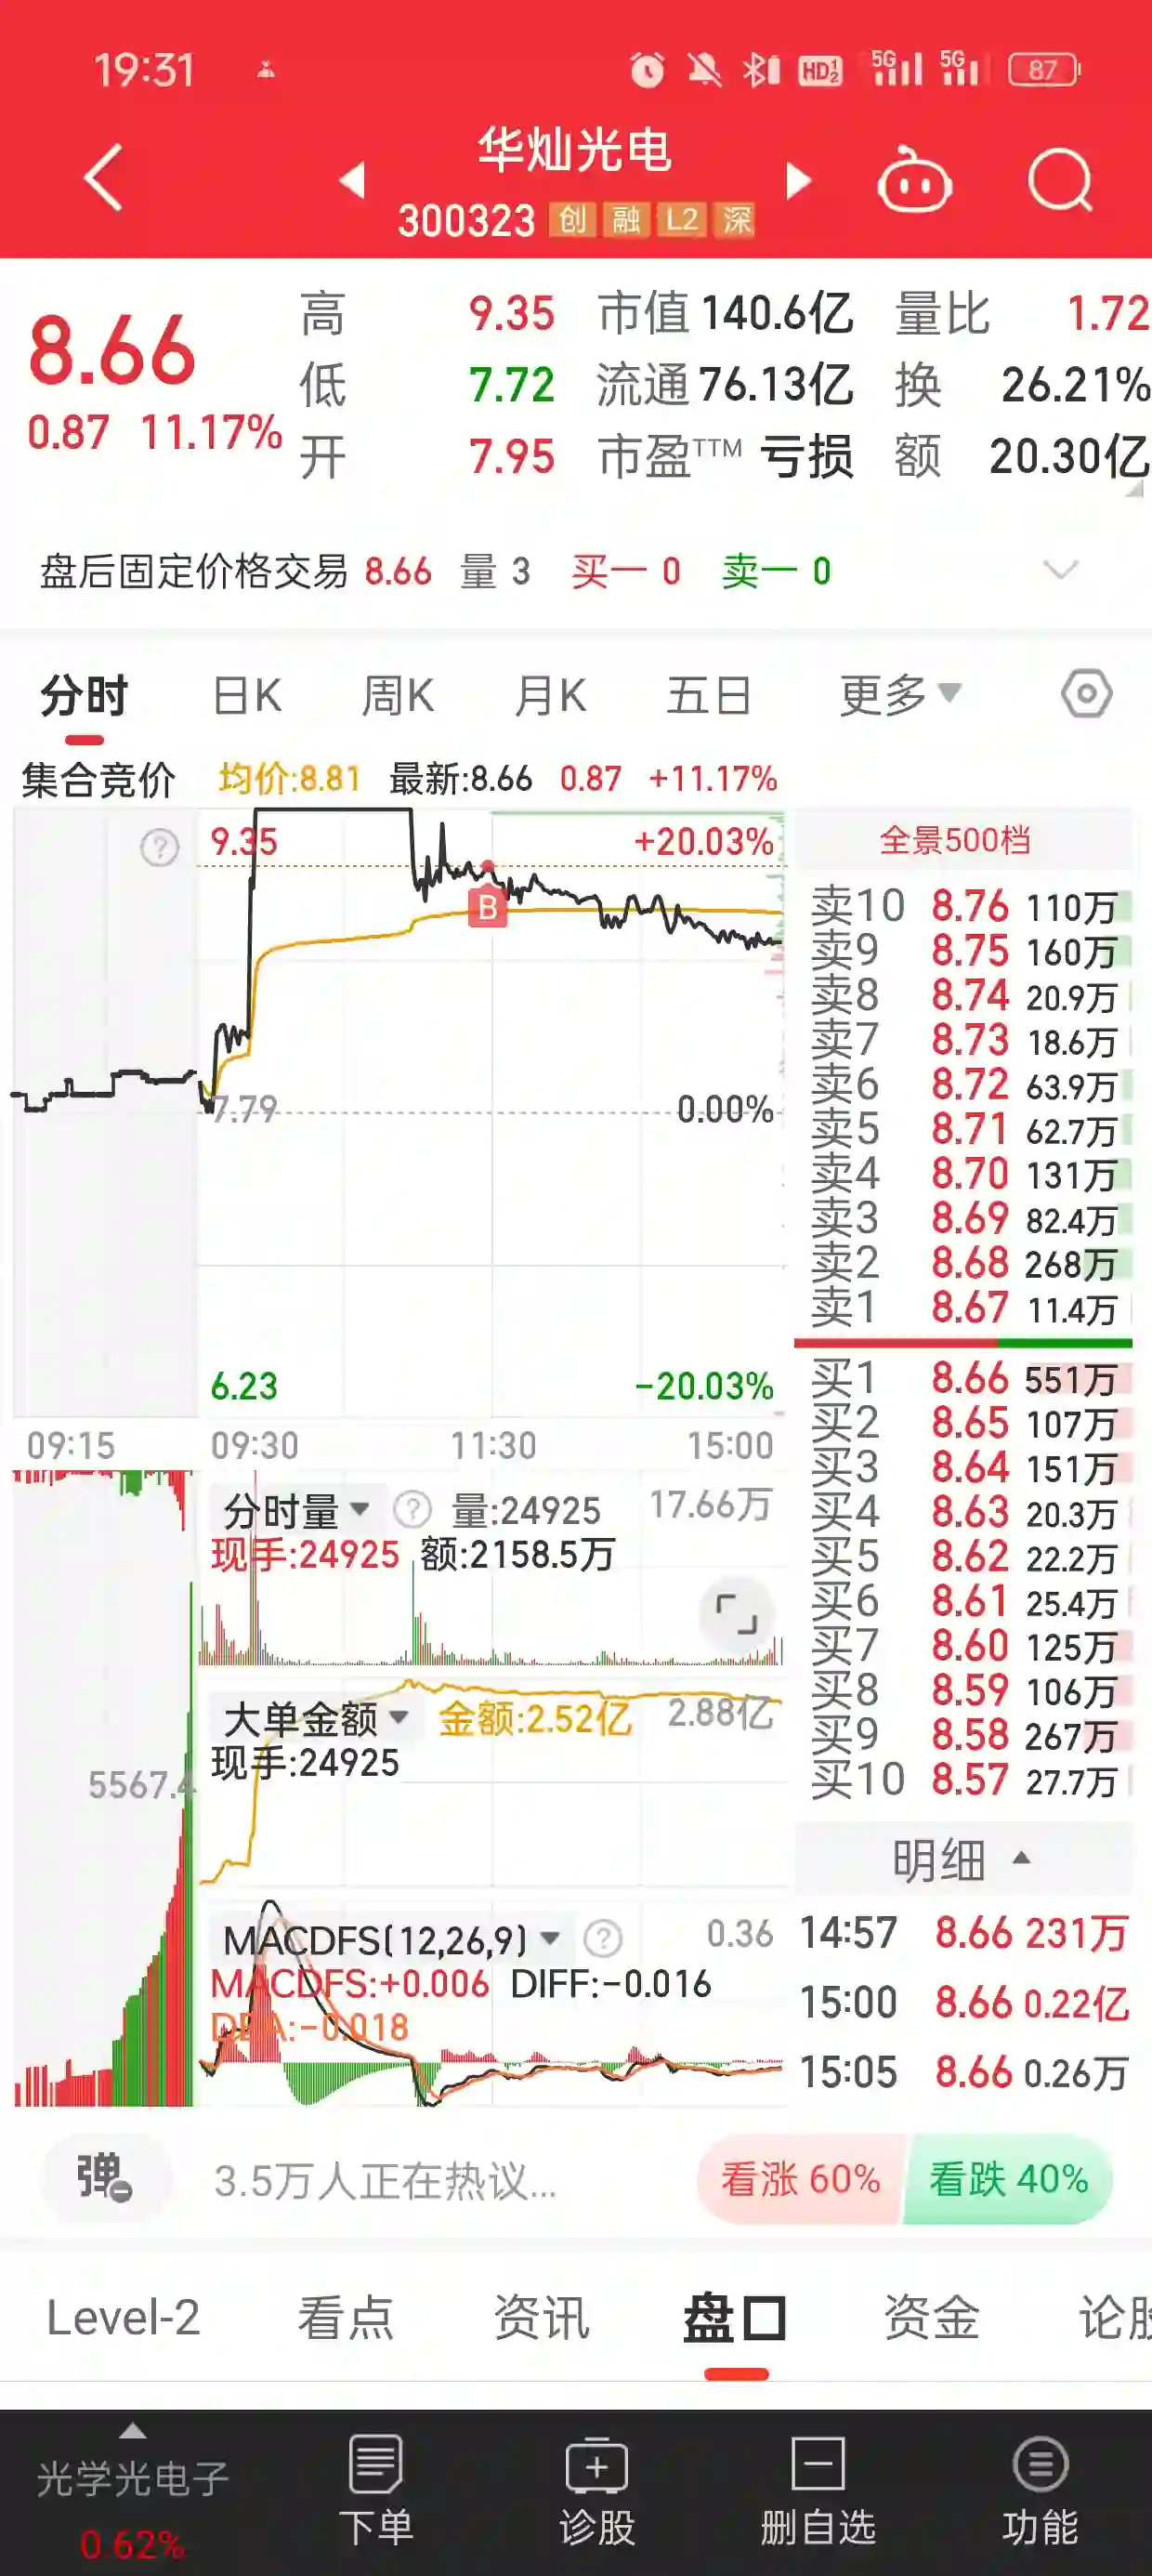 19:31 HD 1 2 5G 5G 87
华灿光电
300323 创 融 L2 深
8.66
0.87 11.17%
高 9.35 市值 140.6亿 量比 1.72
低 7.72 流通 76.13亿 换 26.21%
开 7.95 市盈TTM 亏损 额 20.30亿
盘后固定价格交易 8.66 量 3 买一 0 卖一 0
分时 日K 周K 月K 五日 更多
集合竞价 均价:8.81 最新:8.66 0.87 +11.17%
9.35 +20.03%
B
7.79 0.00%
6.23 -20.03%
09:15 09:30 11:30 15:00
全景500档
卖10 8.76 110万
卖9 8.75 160万
卖8 8.74 20.9万
卖7 8.73 18.6万
卖6 8.72 63.9万
卖5 8.71 62.7万
卖4 8.70 131万
卖3 8.69 82.4万
卖2 8.68 268万
卖1 8.67 11.4万
买1 8.66 551万
买2 8.65 107万
买3 8.64 151万
买4 8.63 20.3万
买5 8.62 22.2万
买6 8.61 25.4万
买7 8.60 125万
买8 8.59 106万
买9 8.58 267万
买10 8.57 27.7万
分时量 ? 量:24925 17.66万
现手:24925 额:2158.5万
大单金额 金额:2.52亿 2.88亿
现手:24925
5567.4
MACDFS(12,26,9) ? 0.36
MACDFS:+0.006 DIFF:-0.016
DEA:-0.018
明细
14:57 8.66 231万
15:00 8.66 0.22亿
15:05 8.66 0.26万
弹 3.5万人正在热议... 看涨 60% 看跌 40%
Level-2 看点 资讯 盘口 资金 论股
光学光电子 下单 诊股 删自选 功能
0.62%